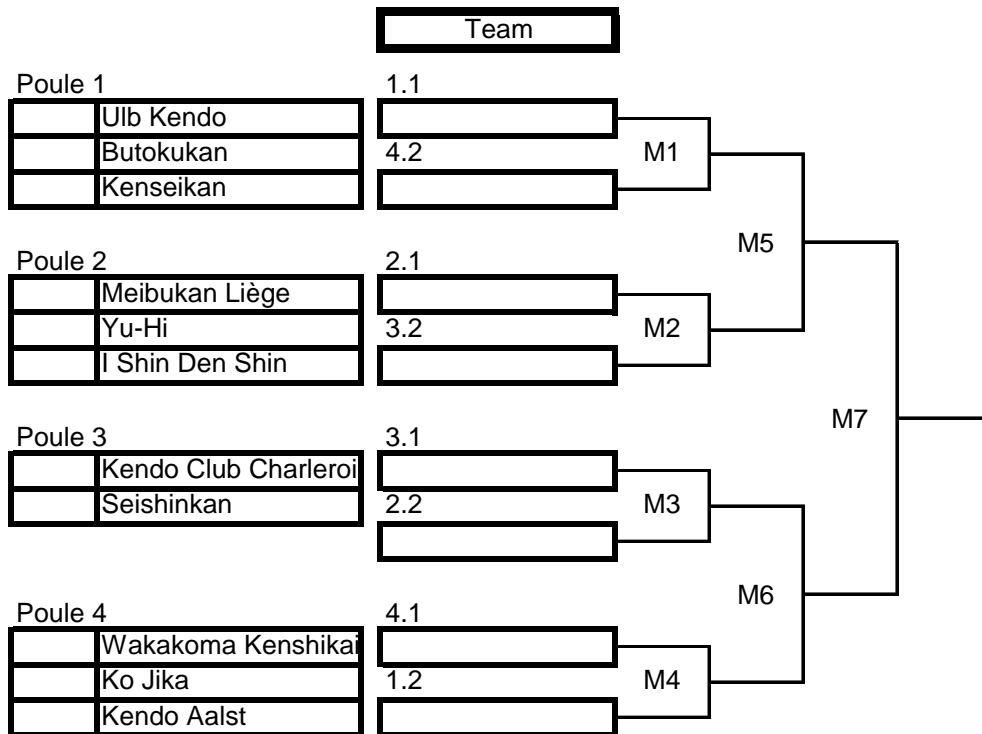 Team
Poule 1 1.1
Ulb Kendo
Butokukan 4.2 M1
Kenseikan
M5
Poule 2 2.1
Meibukan Liège
Yu-Hi 3.2 M2
I Shin Den Shin
M7
Poule 3 3.1
Kendo Club Charleroi
Seishinkan 2.2 M3
M6
Poule 4 4.1
Wakakoma Kenshikai
Ko Jika 1.2 M4
Kendo Aalst